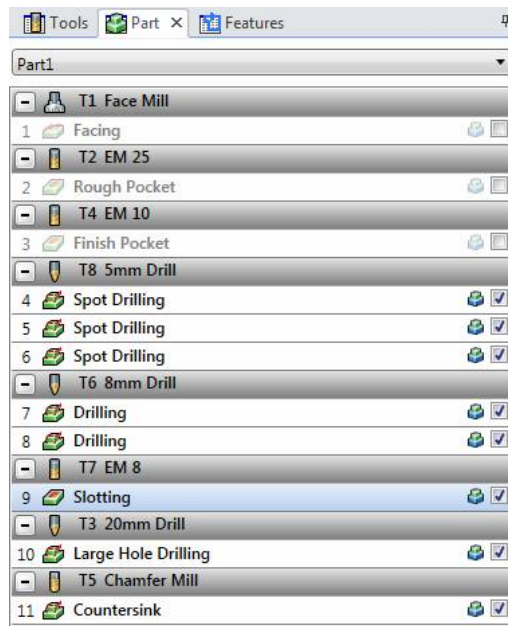 Tools Part Features
Part1
T1 Face Mill
1 Facing
T2 EM 25
2 Rough Pocket
T4 EM 10
3 Finish Pocket
T8 5mm Drill
4 Spot Drilling
5 Spot Drilling
6 Spot Drilling
T6 8mm Drill
7 Drilling
8 Drilling
T7 EM 8
9 Slotting
T3 20mm Drill
10 Large Hole Drilling
T5 Chamfer Mill
11 Countersink